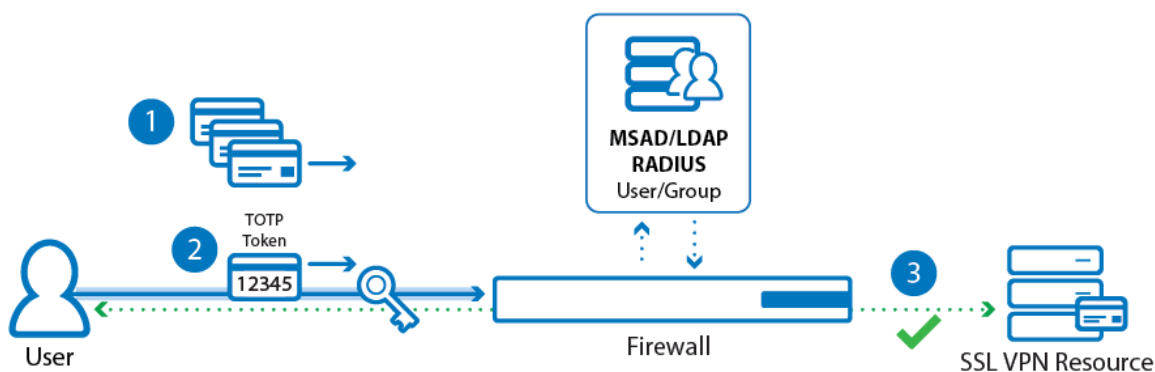 1
MSAD/LDAP
RADIUS
User/Group
TOTP
Token
2
12345
3
User
Firewall
SSL VPN Resource